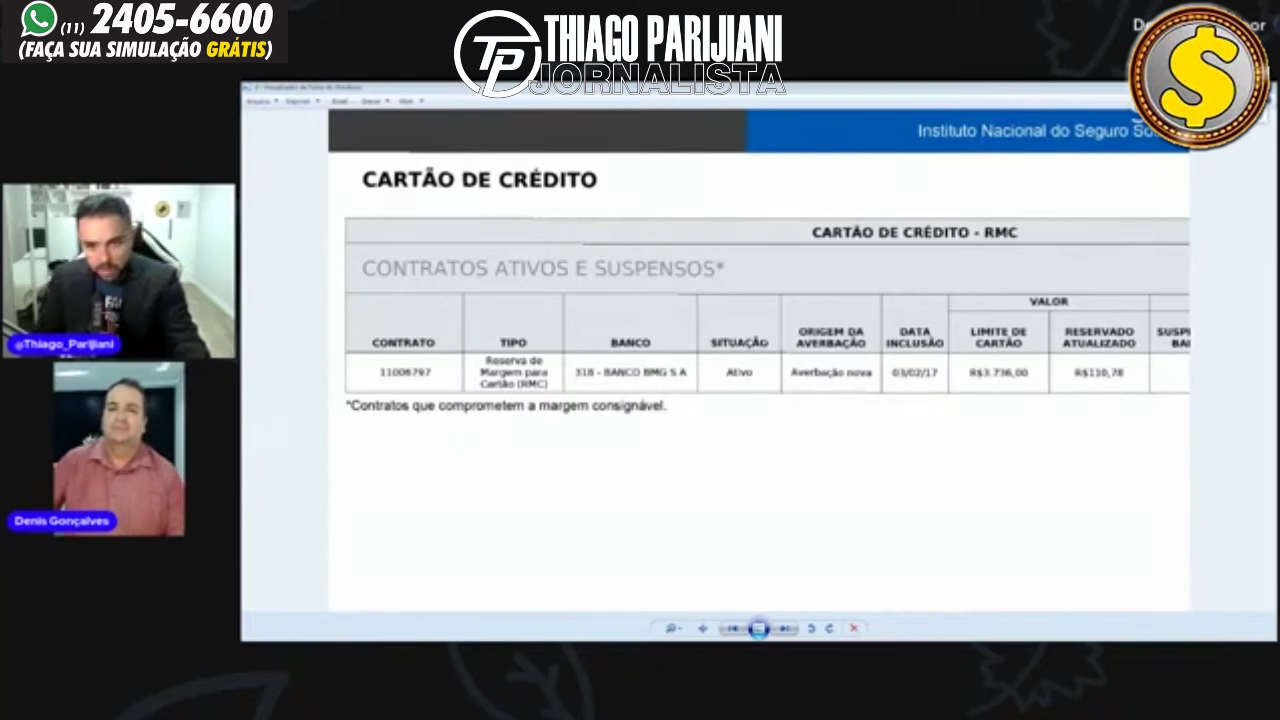 (11) 2405-6600
(FAÇA SUA SIMULAÇÃO GRÁTIS)
TP THIAGO PARIJIANI
JORNALISTA
$
Instituto Nacional do Seguro
CARTÃO DE CRÉDITO
CARTÃO DE CRÉDITO - RMC
CONTRATOS ATIVOS E SUSPENSOS*
VALOR
CONTRATO TIPO BANCO SITUAÇÃO ORIGEM DA AVERBAÇÃO DATA INCLUSÃO LIMITE DE CARTÃO RESERVADO ATUALIZADO
11006797 Reserva de Margem para Cartão (RMC) 318 - BANCO BMG S A Ativo Averbação nova 03/02/17 R$3.736,00 R$110,78
*Contratos que comprometem a margem consignável.
@Thiago_Parijiani
Denis Gonçalves